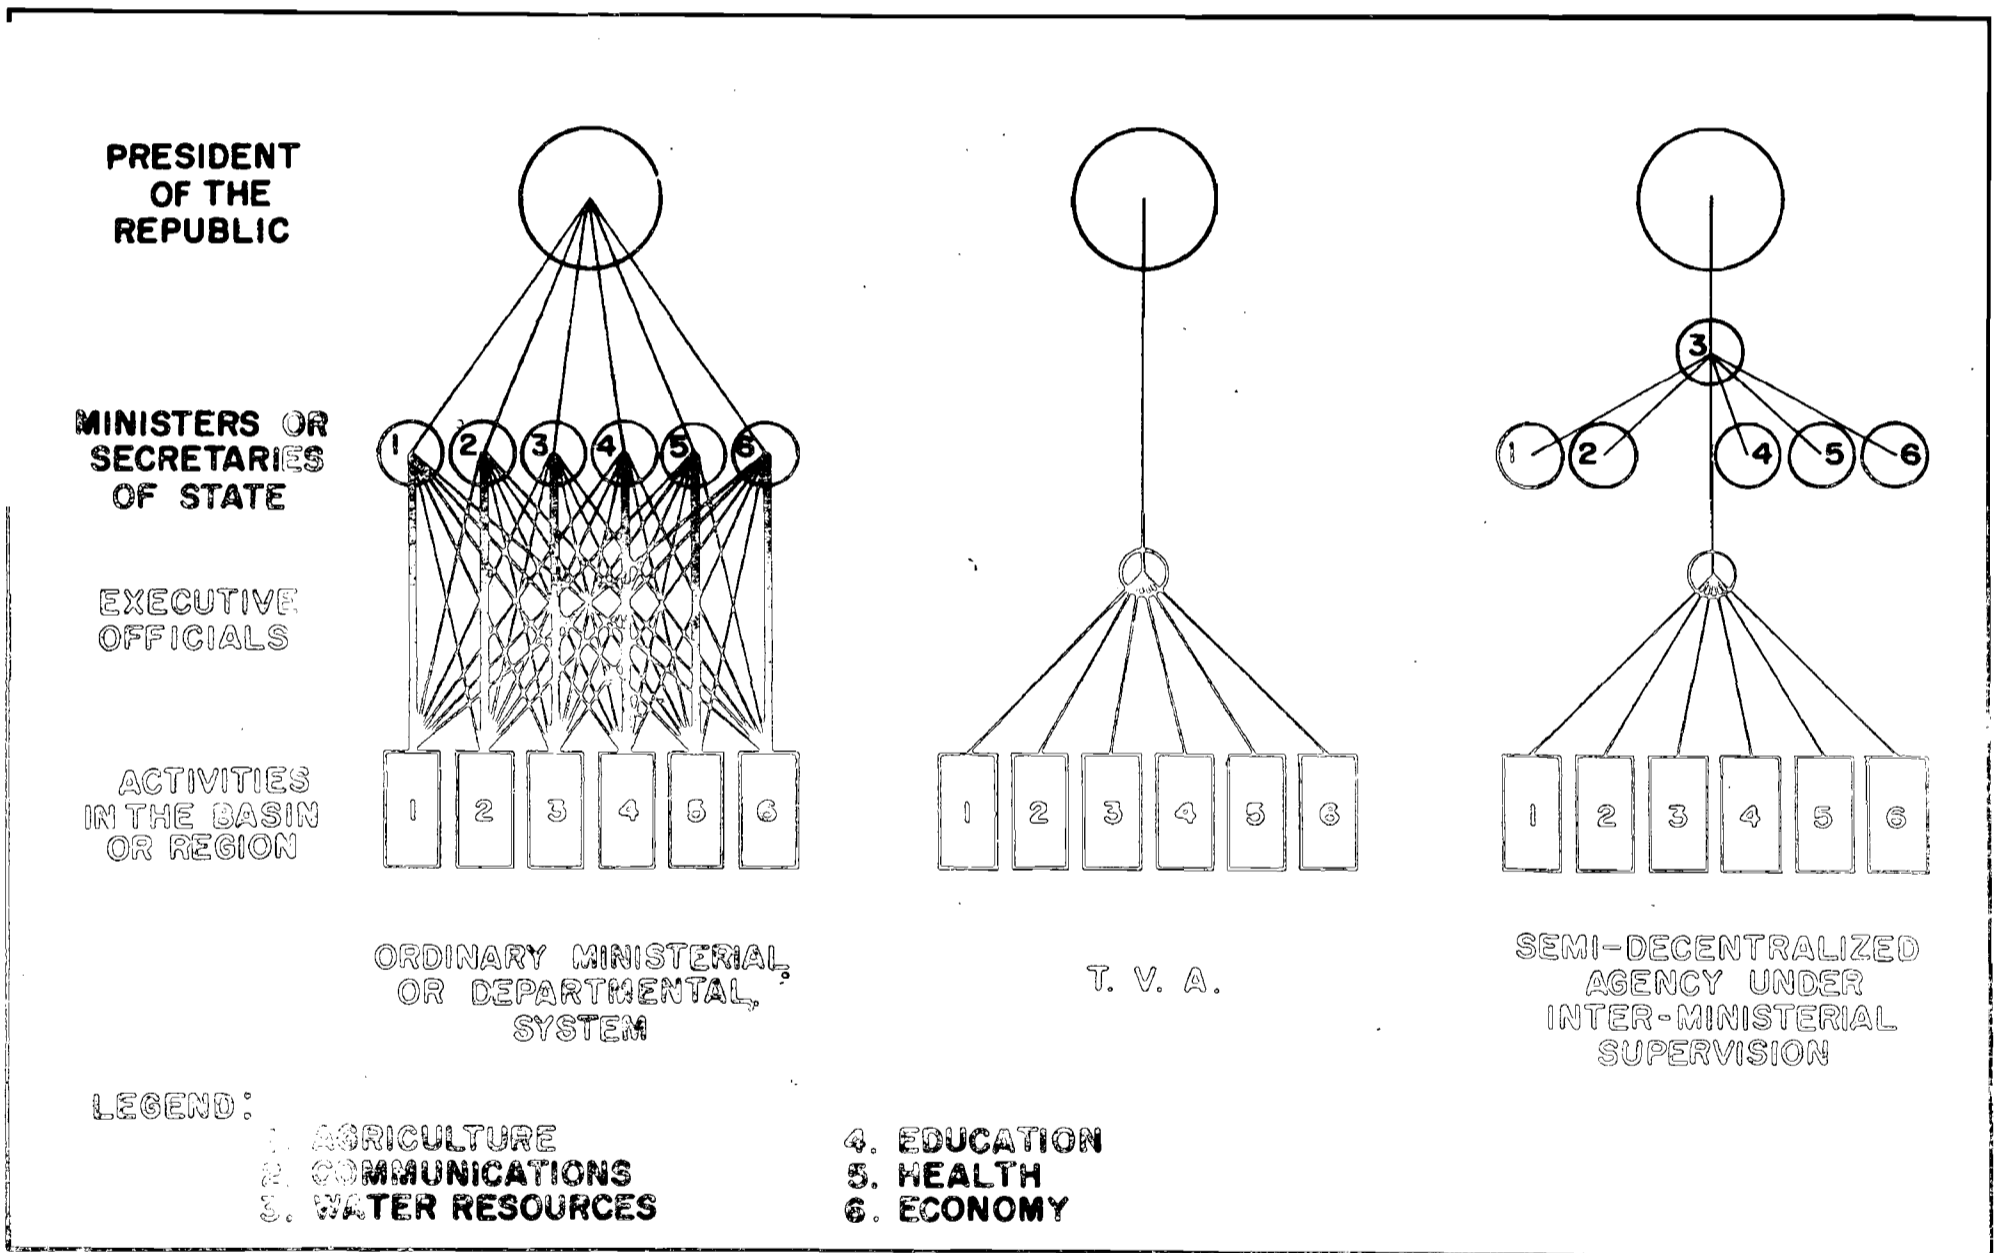 PRESIDENT
OF THE
REPUBLIC
MINISTERS OR
SECRETARIES
OF STATE
1 2 3 4 5 6
3
1 2 4 5 6
EXECUTIVE
OFFICIALS
ACTIVITIES
IN THE BASIN
OR REGION
1 2 3 4 5 6
1 2 3 4 5 6
1 2 3 4 5 6
ORDINARY MINISTERIAL
OR DEPARTMENTAL
SYSTEM
T. V. A.
SEMI-DECENTRALIZED
AGENCY UNDER
INTER-MINISTERIAL
SUPERVISION
LEGEND:
1. AGRICULTURE
2. COMMUNICATIONS
3. WATER RESOURCES
4. EDUCATION
5. HEALTH
6. ECONOMY